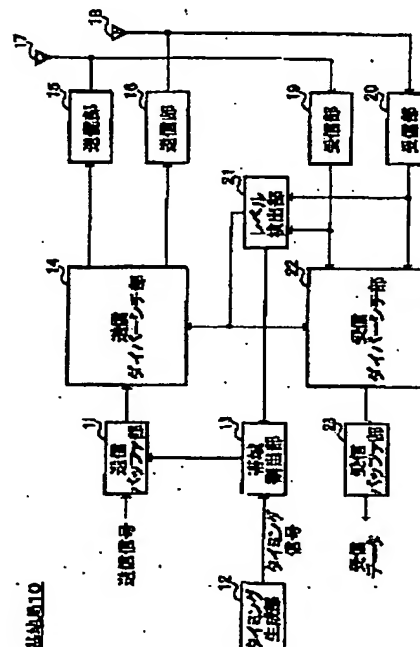 基地局10
送信信号
11
送信
バッファ部
14
送信
ダイバーシチ部
15
送信部
16
送信部
17
18
12
タイミング
生成部
タイミング
信号
13
帯域
割当部
21
レベル
検出部
19
受信部
20
受信部
22
受信
ダイバーシチ部
23
受信
バッファ部
受信
データ